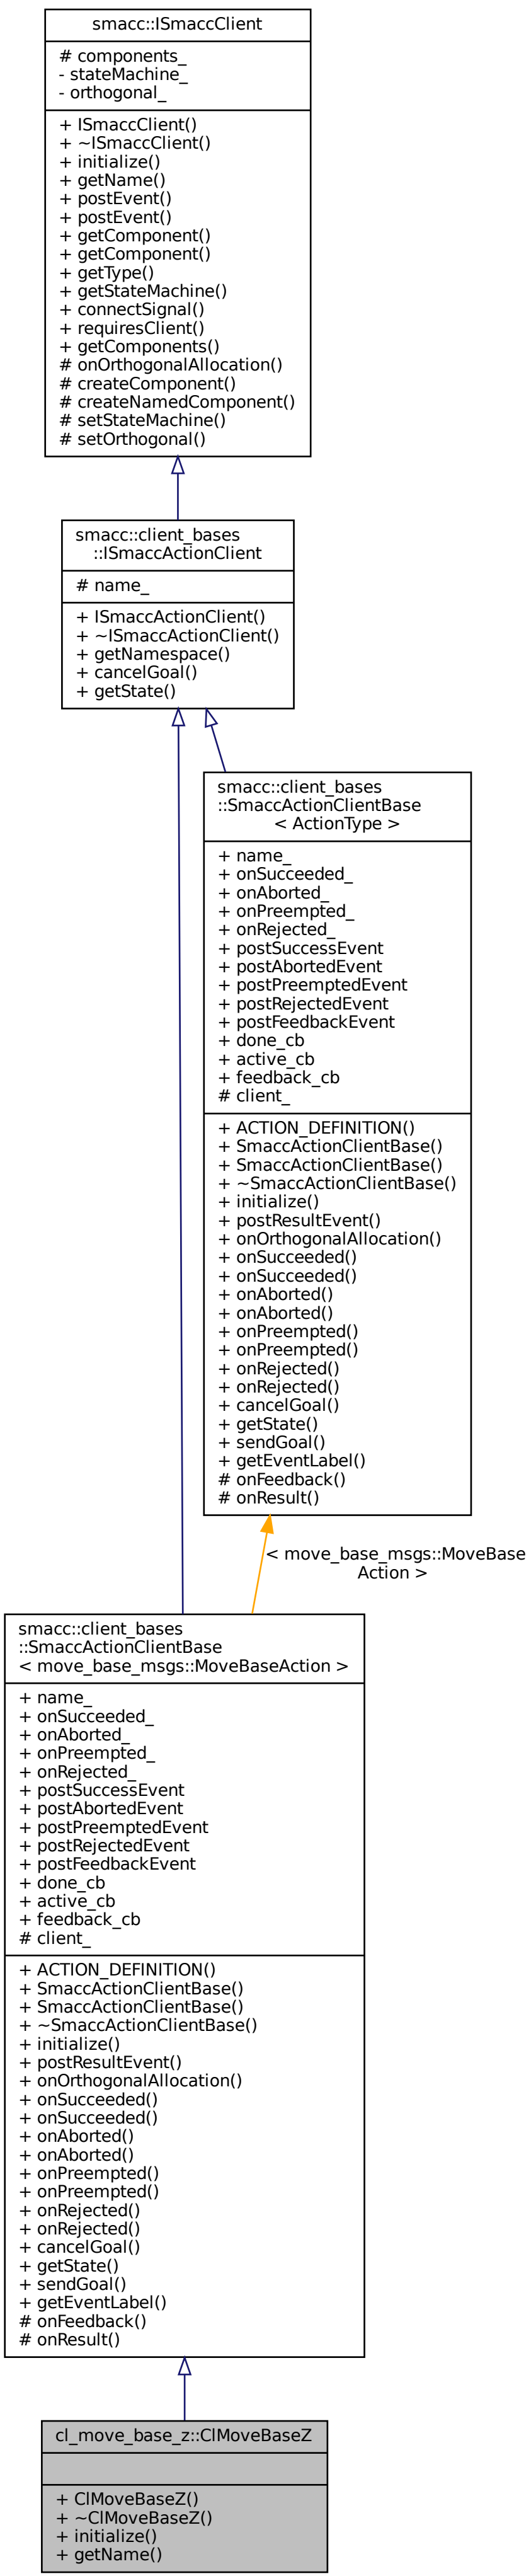 smacc::ISmaccClient
# components_
- stateMachine_
- orthogonal_
+ ISmaccClient()
+ ~ISmaccClient()
+ initialize()
+ getName()
+ postEvent()
+ postEvent()
+ getComponent()
+ getComponent()
+ getType()
+ getStateMachine()
+ connectSignal()
+ requiresClient()
+ getComponents()
# onOrthogonalAllocation()
# createComponent()
# createNamedComponent()
# setStateMachine()
# setOrthogonal()
smacc::client_bases
::ISmaccActionClient
# name_
+ ISmaccActionClient()
+ ~ISmaccActionClient()
+ getNamespace()
+ cancelGoal()
+ getState()
smacc::client_bases
::SmaccActionClientBase
< ActionType >
+ name_
+ onSucceeded_
+ onAborted_
+ onPreempted_
+ onRejected_
+ postSuccessEvent
+ postAbortedEvent
+ postPreemptedEvent
+ postRejectedEvent
+ postFeedbackEvent
+ done_cb
+ active_cb
+ feedback_cb
# client_
+ ACTION_DEFINITION()
+ SmaccActionClientBase()
+ SmaccActionClientBase()
+ ~SmaccActionClientBase()
+ initialize()
+ postResultEvent()
+ onOrthogonalAllocation()
+ onSucceeded()
+ onSucceeded()
+ onAborted()
+ onAborted()
+ onPreempted()
+ onPreempted()
+ onRejected()
+ onRejected()
+ cancelGoal()
+ getState()
+ sendGoal()
+ getEventLabel()
# onFeedback()
# onResult()
< move_base_msgs::MoveBase
Action >
smacc::client_bases
::SmaccActionClientBase
< move_base_msgs::MoveBaseAction >
+ name_
+ onSucceeded_
+ onAborted_
+ onPreempted_
+ onRejected_
+ postSuccessEvent
+ postAbortedEvent
+ postPreemptedEvent
+ postRejectedEvent
+ postFeedbackEvent
+ done_cb
+ active_cb
+ feedback_cb
# client_
+ ACTION_DEFINITION()
+ SmaccActionClientBase()
+ SmaccActionClientBase()
+ ~SmaccActionClientBase()
+ initialize()
+ postResultEvent()
+ onOrthogonalAllocation()
+ onSucceeded()
+ onSucceeded()
+ onAborted()
+ onAborted()
+ onPreempted()
+ onPreempted()
+ onRejected()
+ onRejected()
+ cancelGoal()
+ getState()
+ sendGoal()
+ getEventLabel()
# onFeedback()
# onResult()
cl_move_base_z::ClMoveBaseZ
+ ClMoveBaseZ()
+ ~ClMoveBaseZ()
+ initialize()
+ getName()